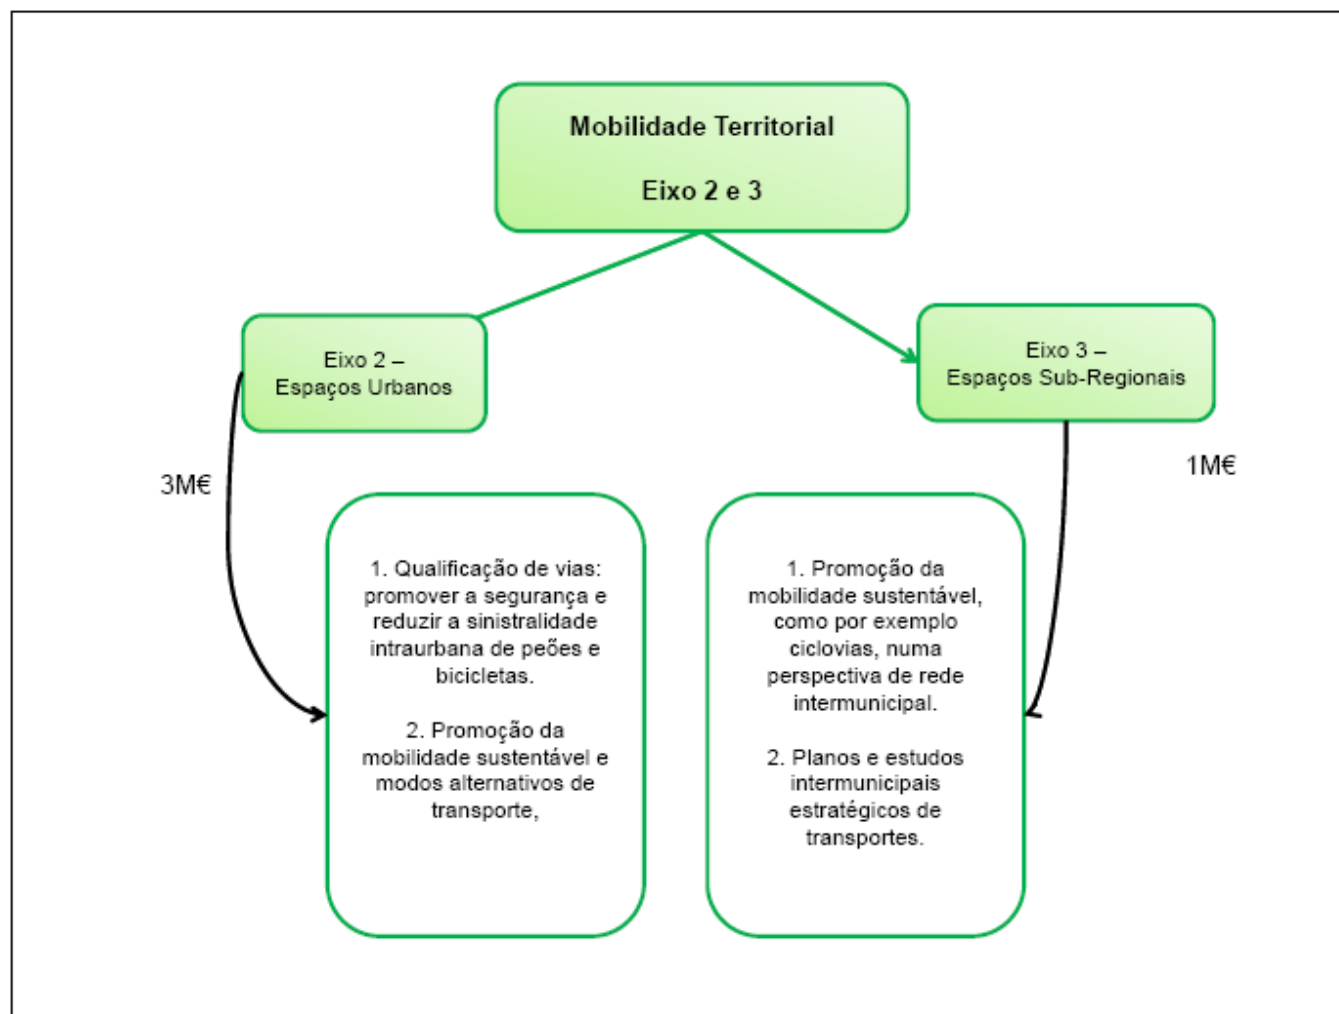 Mobilidade Territorial
Eixo 2 e 3
Eixo 2 –
Espaços Urbanos
Eixo 3 –
Espaços Sub-Regionais
3M€
1M€
1. Qualificação de vias:
promover a segurança e
reduzir a sinistralidade
intraurbana de peões e
bicicletas.
2. Promoção da
mobilidade sustentável e
modos alternativos de
transporte,
1. Promoção da
mobilidade sustentável,
como por exemplo
ciclovias, numa
perspectiva de rede
intermunicipal.
2. Planos e estudos
intermunicipais
estratégicos de
transportes.